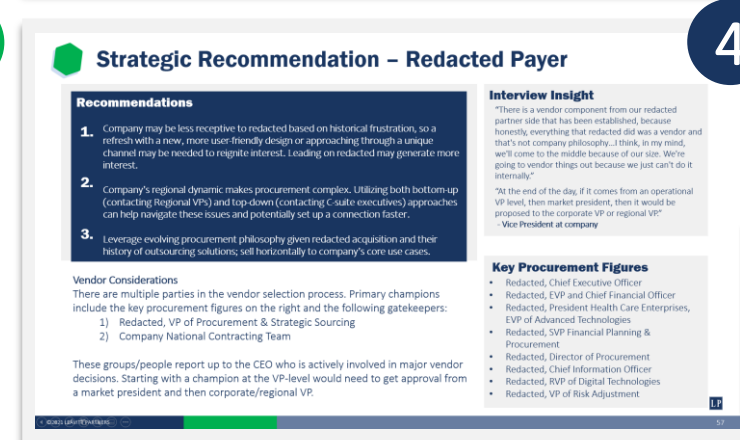 4
Strategic Recommendation – Redacted Payer
Recommendations
1. Company may be less receptive to redacted based on historical frustration, so a
refresh with a new, more user-friendly design or approaching through a unique
channel may be needed to reignite interest. Leading on redacted may generate more
interest.
2. Company's regional dynamic makes procurement complex. Utilizing both bottom-up
(contacting Regional VPs) and top-down (contacting C-suite executives) approaches
can help navigate these issues and potentially set up a connection faster.
3. Leverage evolving procurement philosophy given redacted acquisition and their
history of outsourcing solutions; sell horizontally to company's core use cases.
Vendor Considerations
There are multiple parties in the vendor selection process. Primary champions
include the key procurement figures on the right and the following gatekeepers:
1) Redacted, VP of Procurement & Strategic Sourcing
2) Company National Contracting Team
These groups/people report up to the CEO who is actively involved in major vendor
decisions. Starting with a champion at the VP-level would need to get approval from
a market president and then corporate/regional VP.
Interview Insight
"There is a vendor component from our redacted
partner side that has been established, because
honestly, everything that redacted did was a vendor and
that's not company philosophy...I think, in my mind,
we'll come to the middle because of our size. We're
going to vendor things out because we just can't do it
internally."
"At the end of the day, if it comes from an operational
VP level, then market president, then it would be
proposed to the corporate VP or regional VP."
- Vice President at company
Key Procurement Figures
• Redacted, Chief Executive Officer
• Redacted, EVP and Chief Financial Officer
• Redacted, President Health Care Enterprises,
EVP of Advanced Technologies
• Redacted, SVP Financial Planning &
Procurement
• Redacted, Director of Procurement
• Redacted, Chief Information Officer
• Redacted, RVP of Digital Technologies
• Redacted, VP of Risk Adjustment
LP
©2021
57